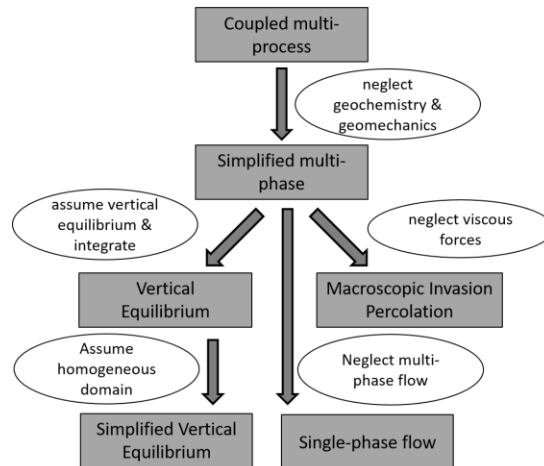 Coupled multi-
process
neglect
geochemistry &
geomechanics
Simplified multi-
phase
assume vertical
equilibrium &
integrate
neglect viscous
forces
Vertical
Equilibrium
Macroscopic Invasion
Percolation
Assume
homogeneous
domain
Neglect multi-
phase flow
Simplified Vertical
Equilibrium
Single-phase flow